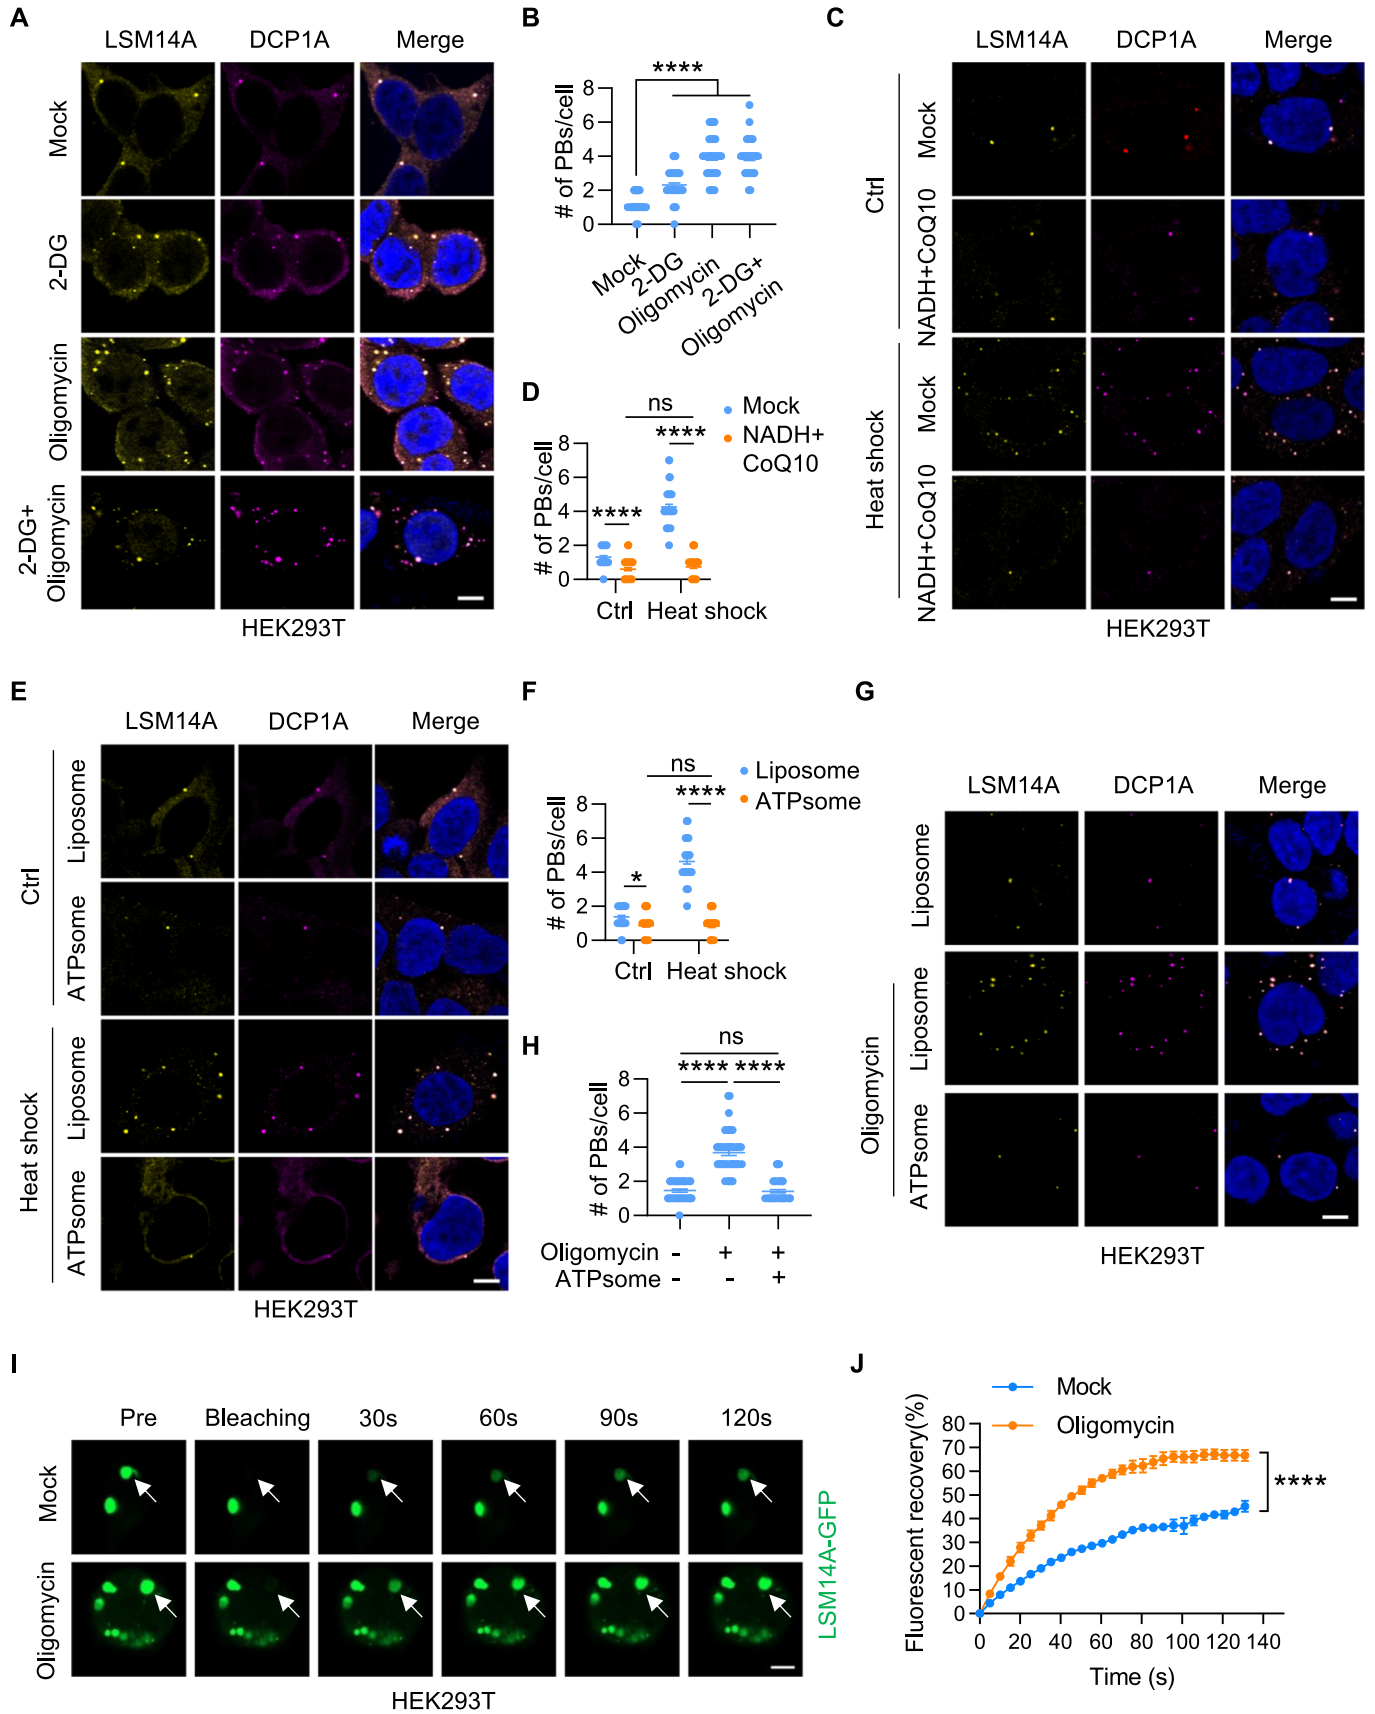 A
LSM14A DCP1A Merge
Mock
2-DG
Oligomycin
2-DG+
Oligomycin
HEK293T
B
****
# of PBs/cell
8
6
4
2
0
Mock
2-DG
Oligomycin
2-DG+
Oligomycin
C
LSM14A DCP1A Merge
Ctrl
Mock
NADH+CoQ10
Heat shock
Mock
NADH+CoQ10
HEK293T
D
ns
Mock
NADH+
CoQ10
****
****
# of PBs/cell
8
6
4
2
0
Ctrl Heat shock
E
LSM14A DCP1A Merge
Ctrl
Liposome
ATPsome
Heat shock
Liposome
ATPsome
HEK293T
F
ns
Liposome
ATPsome
****
*
# of PBs/cell
8
6
4
2
0
Ctrl Heat shock
G
LSM14A DCP1A Merge
Liposome
Oligomycin
Liposome
ATPsome
HEK293T
H
ns
**** ****
# of PBs/cell
8
6
4
2
0
Oligomycin - + +
ATPsome - - +
I
Pre Bleaching 30s 60s 90s 120s
Mock
Oligomycin
LSM14A-GFP
HEK293T
J
Mock
Oligomycin
****
Fluorescent recovery(%)
80
70
60
50
40
30
20
10
0
0 20 40 60 80 100 120 140
Time (s)